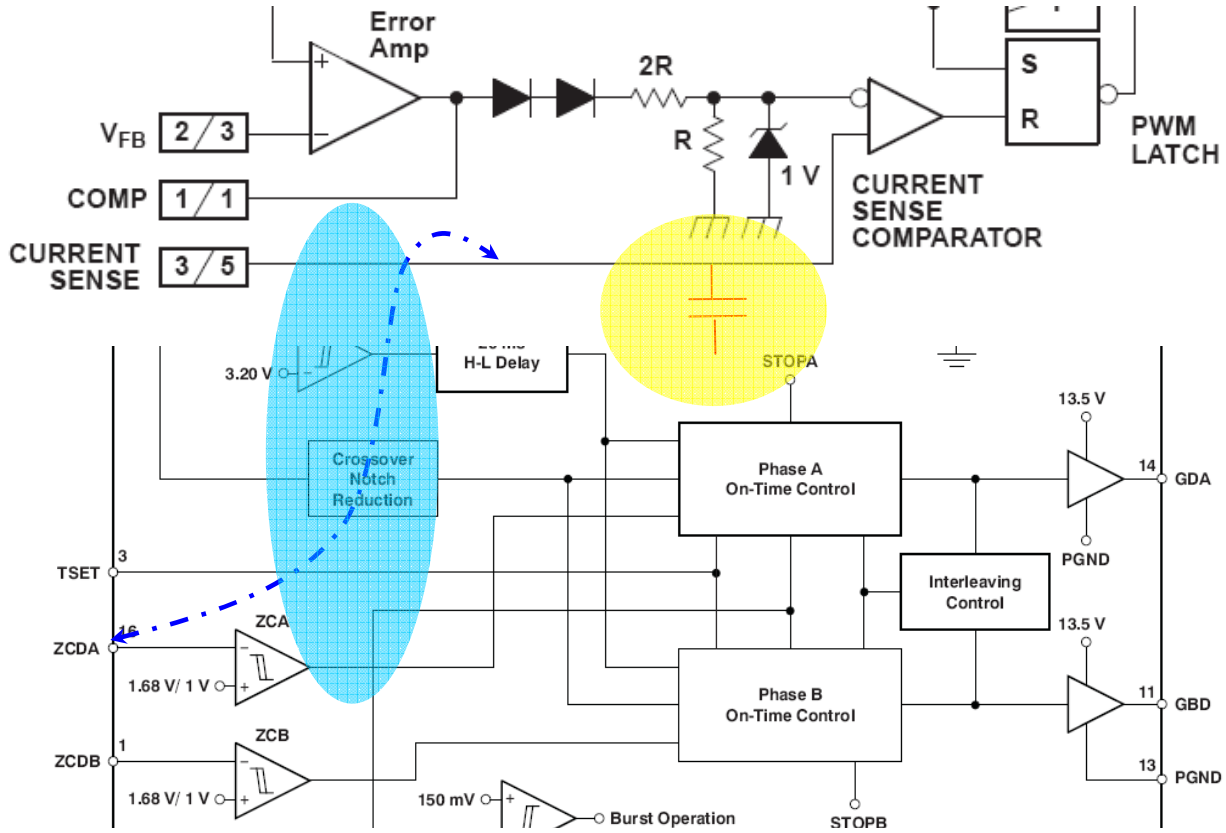 Error
Amp
2R
S
R
VFB 2/3
R
1 V
PWM
LATCH
COMP 1/1
CURRENT
SENSE
COMPARATOR
CURRENT
SENSE
3/5
H-L Delay
3.20 V
STOPA
13.5 V
Crossover
Notch
Reduction
Phase A
On-Time Control
14
GDA
PGND
3
TSET
Interleaving
Control
16
ZCDA
ZCA
13.5 V
1.68 V/ 1 V
Phase B
On-Time Control
11
GBD
1
ZCDB
ZCB
13
PGND
1.68 V/ 1 V
150 mV
Burst Operation
STOPB